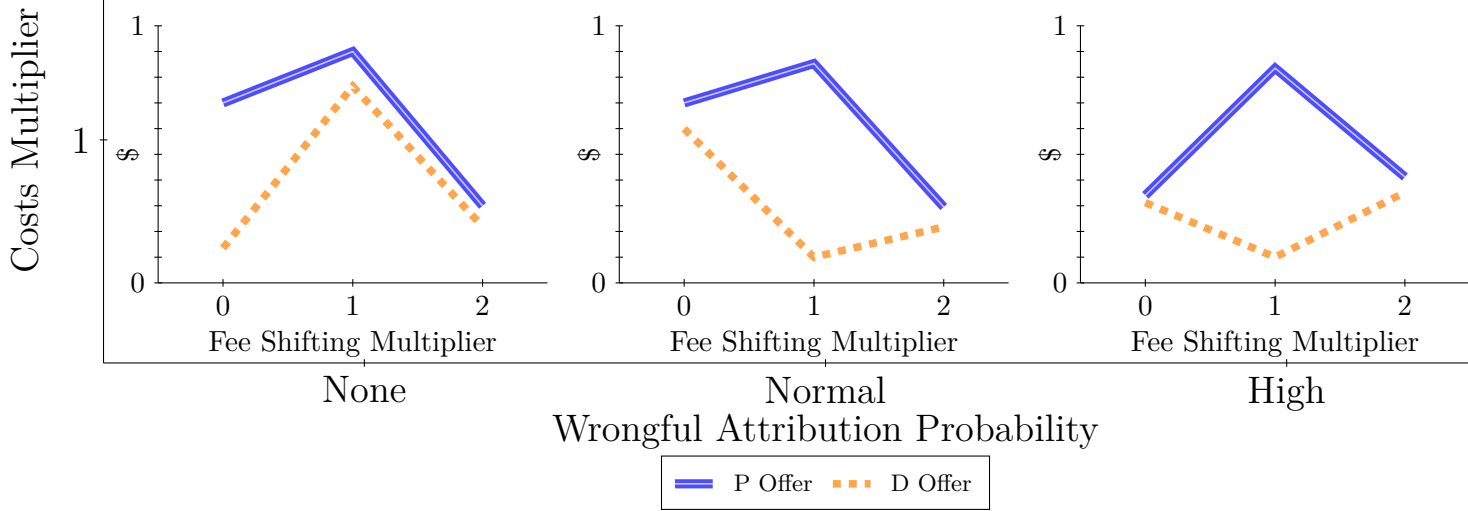 Costs Multiplier
1
1
$
0
0 1 2
Fee Shifting Multiplier
1
$
0
0 1 2
Fee Shifting Multiplier
1
$
0
0 1 2
Fee Shifting Multiplier
None Normal High
Wrongful Attribution Probability
P Offer D Offer